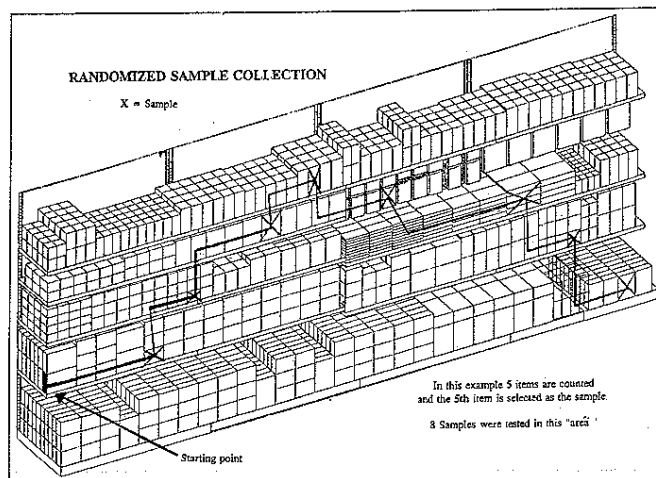 RANDOMIZED SAMPLE COLLECTION
X = Sample
In this example 5 items are counted
and the 5th item is selected as the sample.
8 Samples were tested in this "area"
Starting point